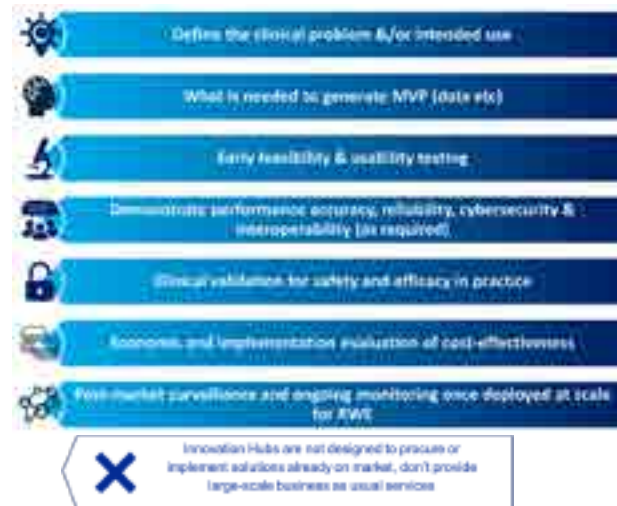 Define the clinical problem &/or intended use
What is needed to generate MVP (data etc)
Early feasibility & usability testing
Demonstrate performance accuracy, reliability, cybersecurity &
interoperability (as required)
Clinical validation for safety and efficacy in practice
Economic and implementation evaluation of cost-effectiveness
Post-market surveillance and ongoing monitoring once deployed at scale
for RWE
Innovation Hubs are not designed to procure or
implement solutions already on market, don't provide
large-scale business as usual services